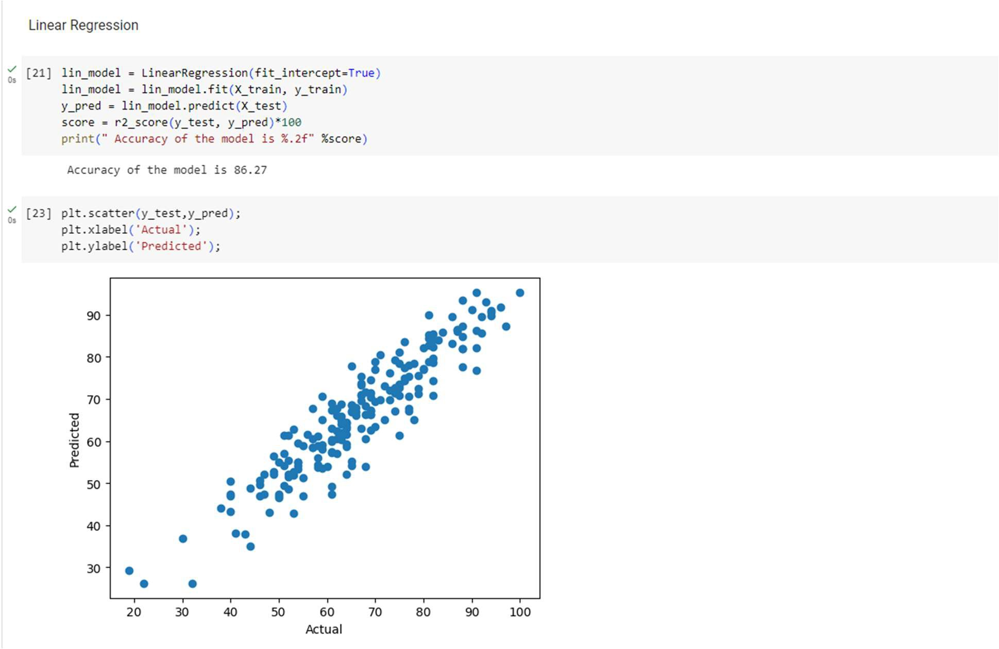 Linear Regression
[21] lin_model = LinearRegression(fit_intercept=True)
0s
lin_model = lin_model.fit(X_train, y_train)
y_pred = lin_model.predict(X_test)
score = r2_score(y_test, y_pred)*100
print(" Accuracy of the model is %.2f" %score)
Accuracy of the model is 86.27
[23] plt.scatter(y_test,y_pred);
0s
plt.xlabel('Actual');
plt.ylabel('Predicted');
90
80
70
60
50
40
30
Predicted
20 30 40 50 60 70 80 90 100
Actual